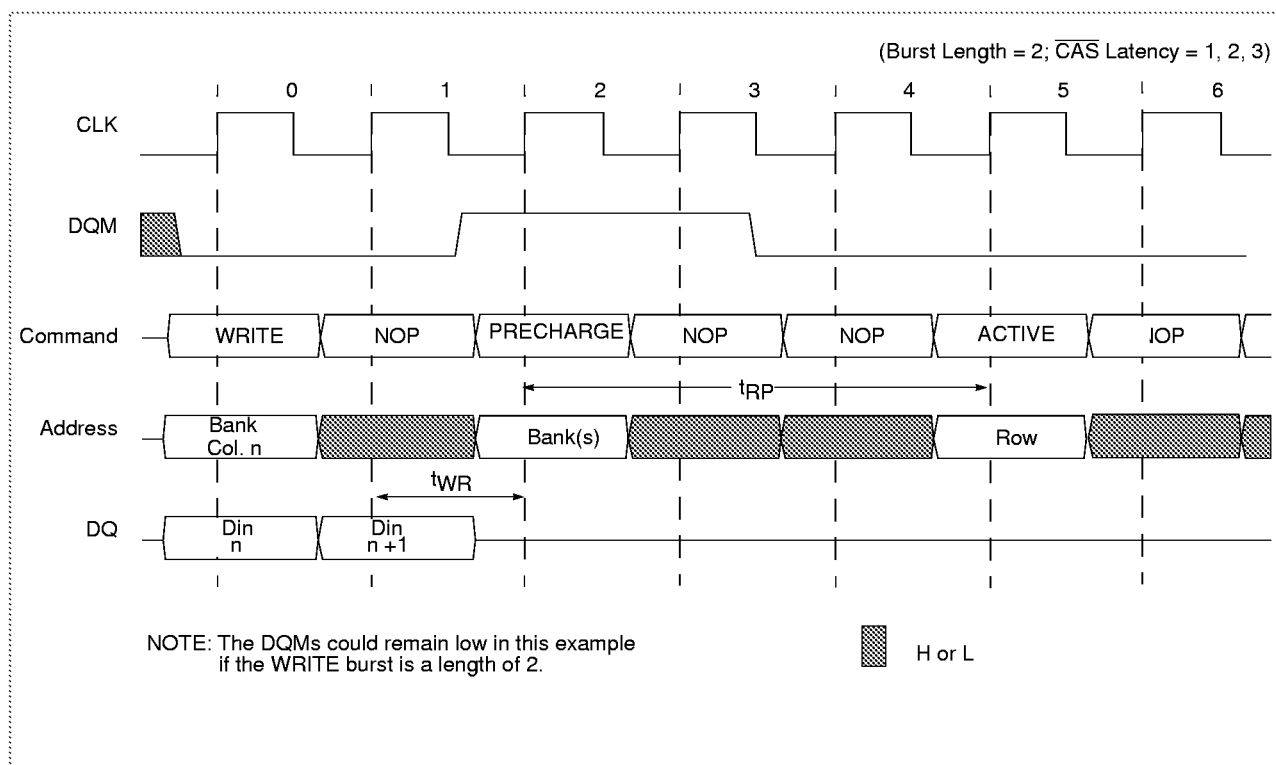 (Burst Length = 2; CAS Latency = 1, 2, 3)
0 1 2 3 4 5 6
CLK
DQM
Command WRITE NOP PRECHARGE NOP NOP ACTIVE IOP
tRP
Address Bank Col. n Bank(s) Row
tWR
DQ Din n Din n +1
NOTE: The DQMs could remain low in this example
if the WRITE burst is a length of 2.
H or L